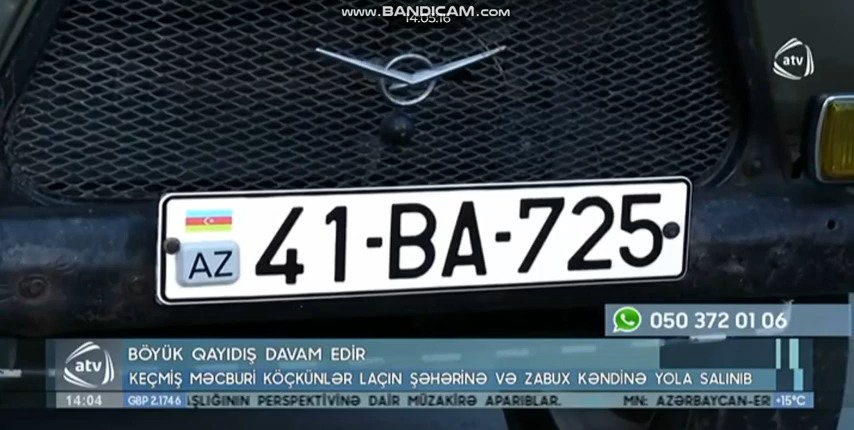 www.BANDICAM.com
14:05:16
atv
AZ
41-BA-725
050 372 01 06
atv
BÖYÜK QAYIDIŞ DAVAM EDİR
KEÇMİŞ MƏCBURİ KÖÇKÜNLƏR LAÇIN ŞƏHƏRİNƏ VƏ ZABUX KƏNDİNƏ YOLA SALINIB
14:04 GBP 2.1746 IŞLIĞININ PERSPEKTİVİNƏ DAİR MÜZAKİRƏ APARIBLAR. MN: AZƏRBAYCAN-ER +15°C